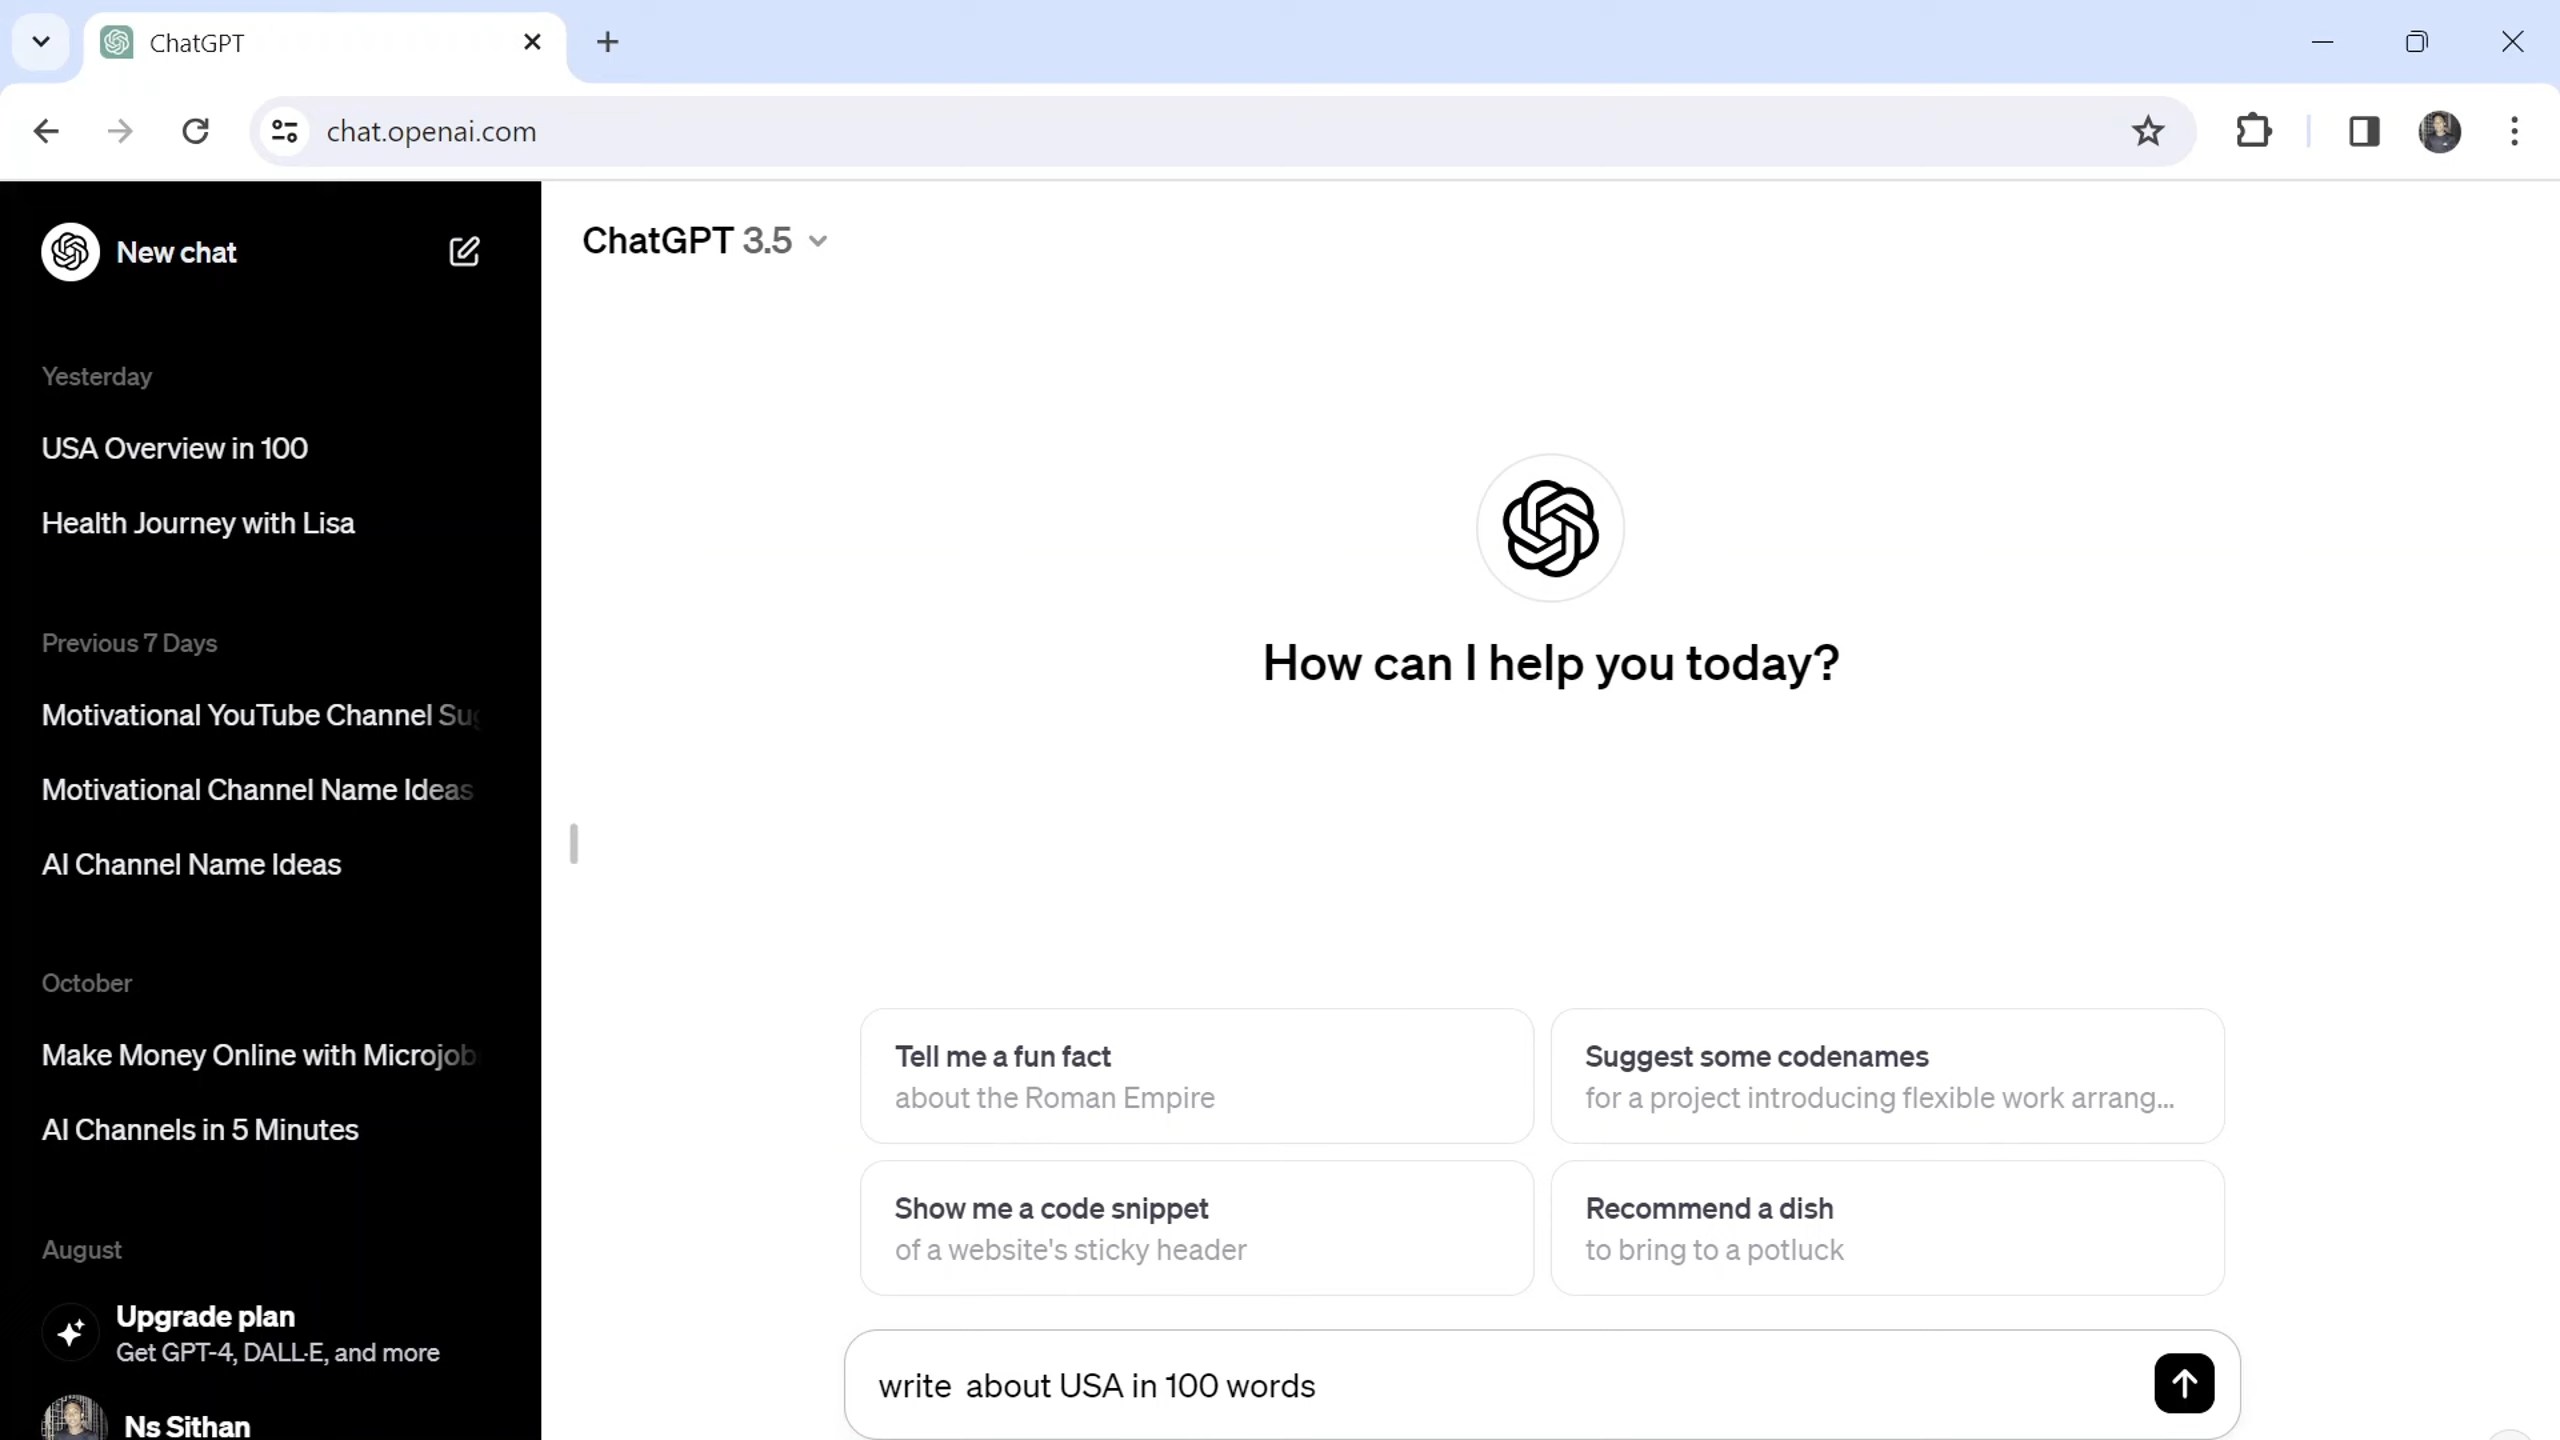 ChatGPT
chat.openai.com
New chat
Yesterday
USA Overview in 100
Health Journey with Lisa
Previous 7 Days
Motivational YouTube Channel Sug
Motivational Channel Name Ideas
AI Channel Name Ideas
October
Make Money Online with Microjob
AI Channels in 5 Minutes
August
Upgrade plan
Get GPT-4, DALL·E, and more
Ns Sithan
ChatGPT 3.5
How can I help you today?
Tell me a fun fact
about the Roman Empire
Suggest some codenames
for a project introducing flexible work arrang...
Show me a code snippet
of a website's sticky header
Recommend a dish
to bring to a potluck
write  about USA in 100 words